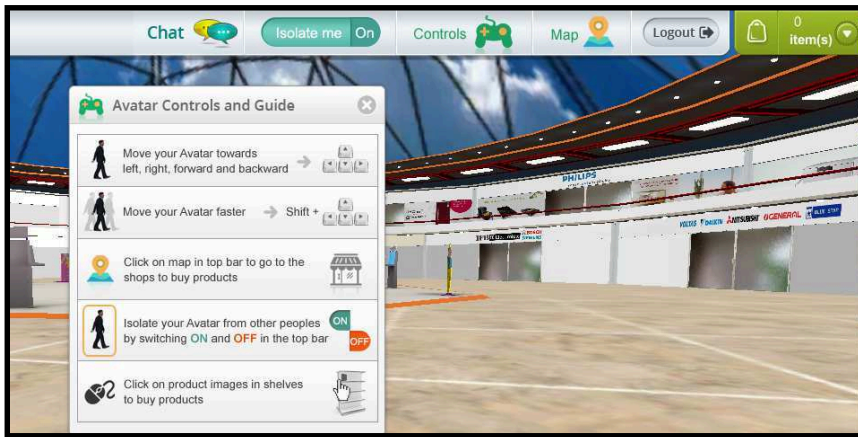 Chat
Isolate me On
Controls
Map
Logout
0
item(s)
Avatar Controls and Guide
Move your Avatar towards
left, right, forward and backward
Move your Avatar faster
Shift +
Click on map in top bar to go to the
shops to buy products
Isolate your Avatar from other peoples
by switching ON and OFF in the top bar
ON
OFF
Click on product images in shelves
to buy products
PHILIPS
VOLTAS DAIKIN MITSUBISHI OGENERAL BLUE STAR